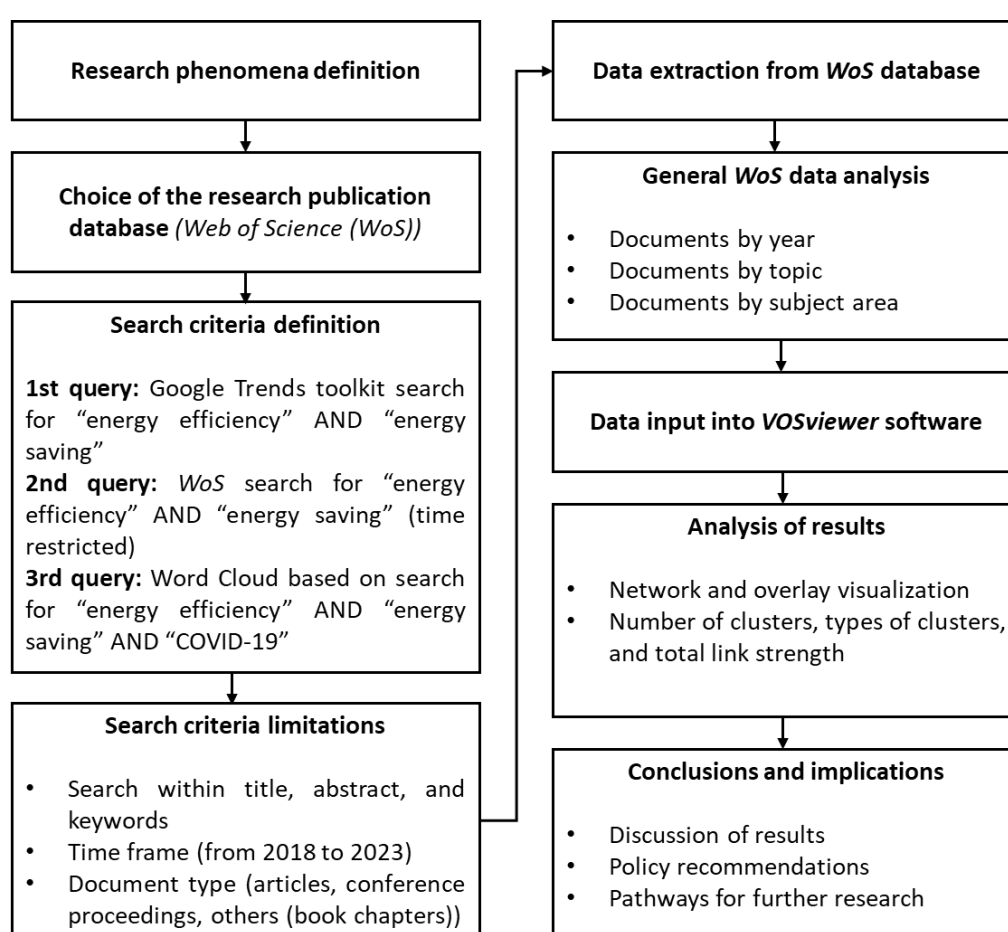 Research phenomena definition
Choice of the research publication
database (Web of Science (WoS))
Search criteria definition
1st query: Google Trends toolkit search
for “energy efficiency” AND “energy
saving”
2nd query: WoS search for “energy
efficiency” AND “energy saving” (time
restricted)
3rd query: Word Cloud based on search
for “energy efficiency” AND “energy
saving” AND “COVID-19”
Search criteria limitations
• Search within title, abstract, and
keywords
• Time frame (from 2018 to 2023)
• Document type (articles, conference
proceedings, others (book chapters))
Data extraction from WoS database
General WoS data analysis
• Documents by year
• Documents by topic
• Documents by subject area
Data input into VOSviewer software
Analysis of results
• Network and overlay visualization
• Number of clusters, types of clusters,
and total link strength
Conclusions and implications
• Discussion of results
• Policy recommendations
• Pathways for further research